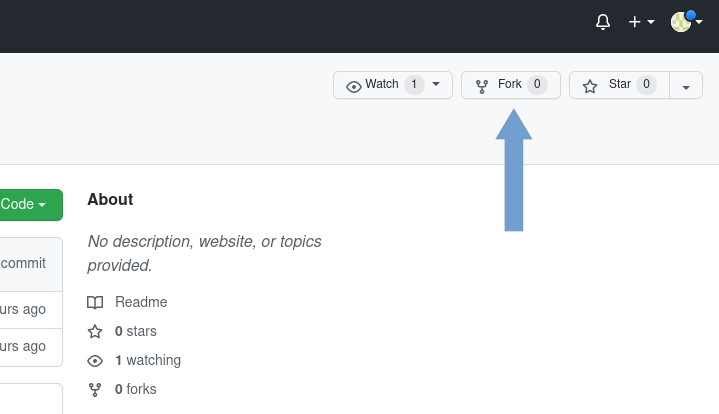 Watch 1
Fork 0
Star 0
Code
About
No description, website, or topics
provided.
commit
urs ago
Readme
0 stars
urs ago
1 watching
0 forks